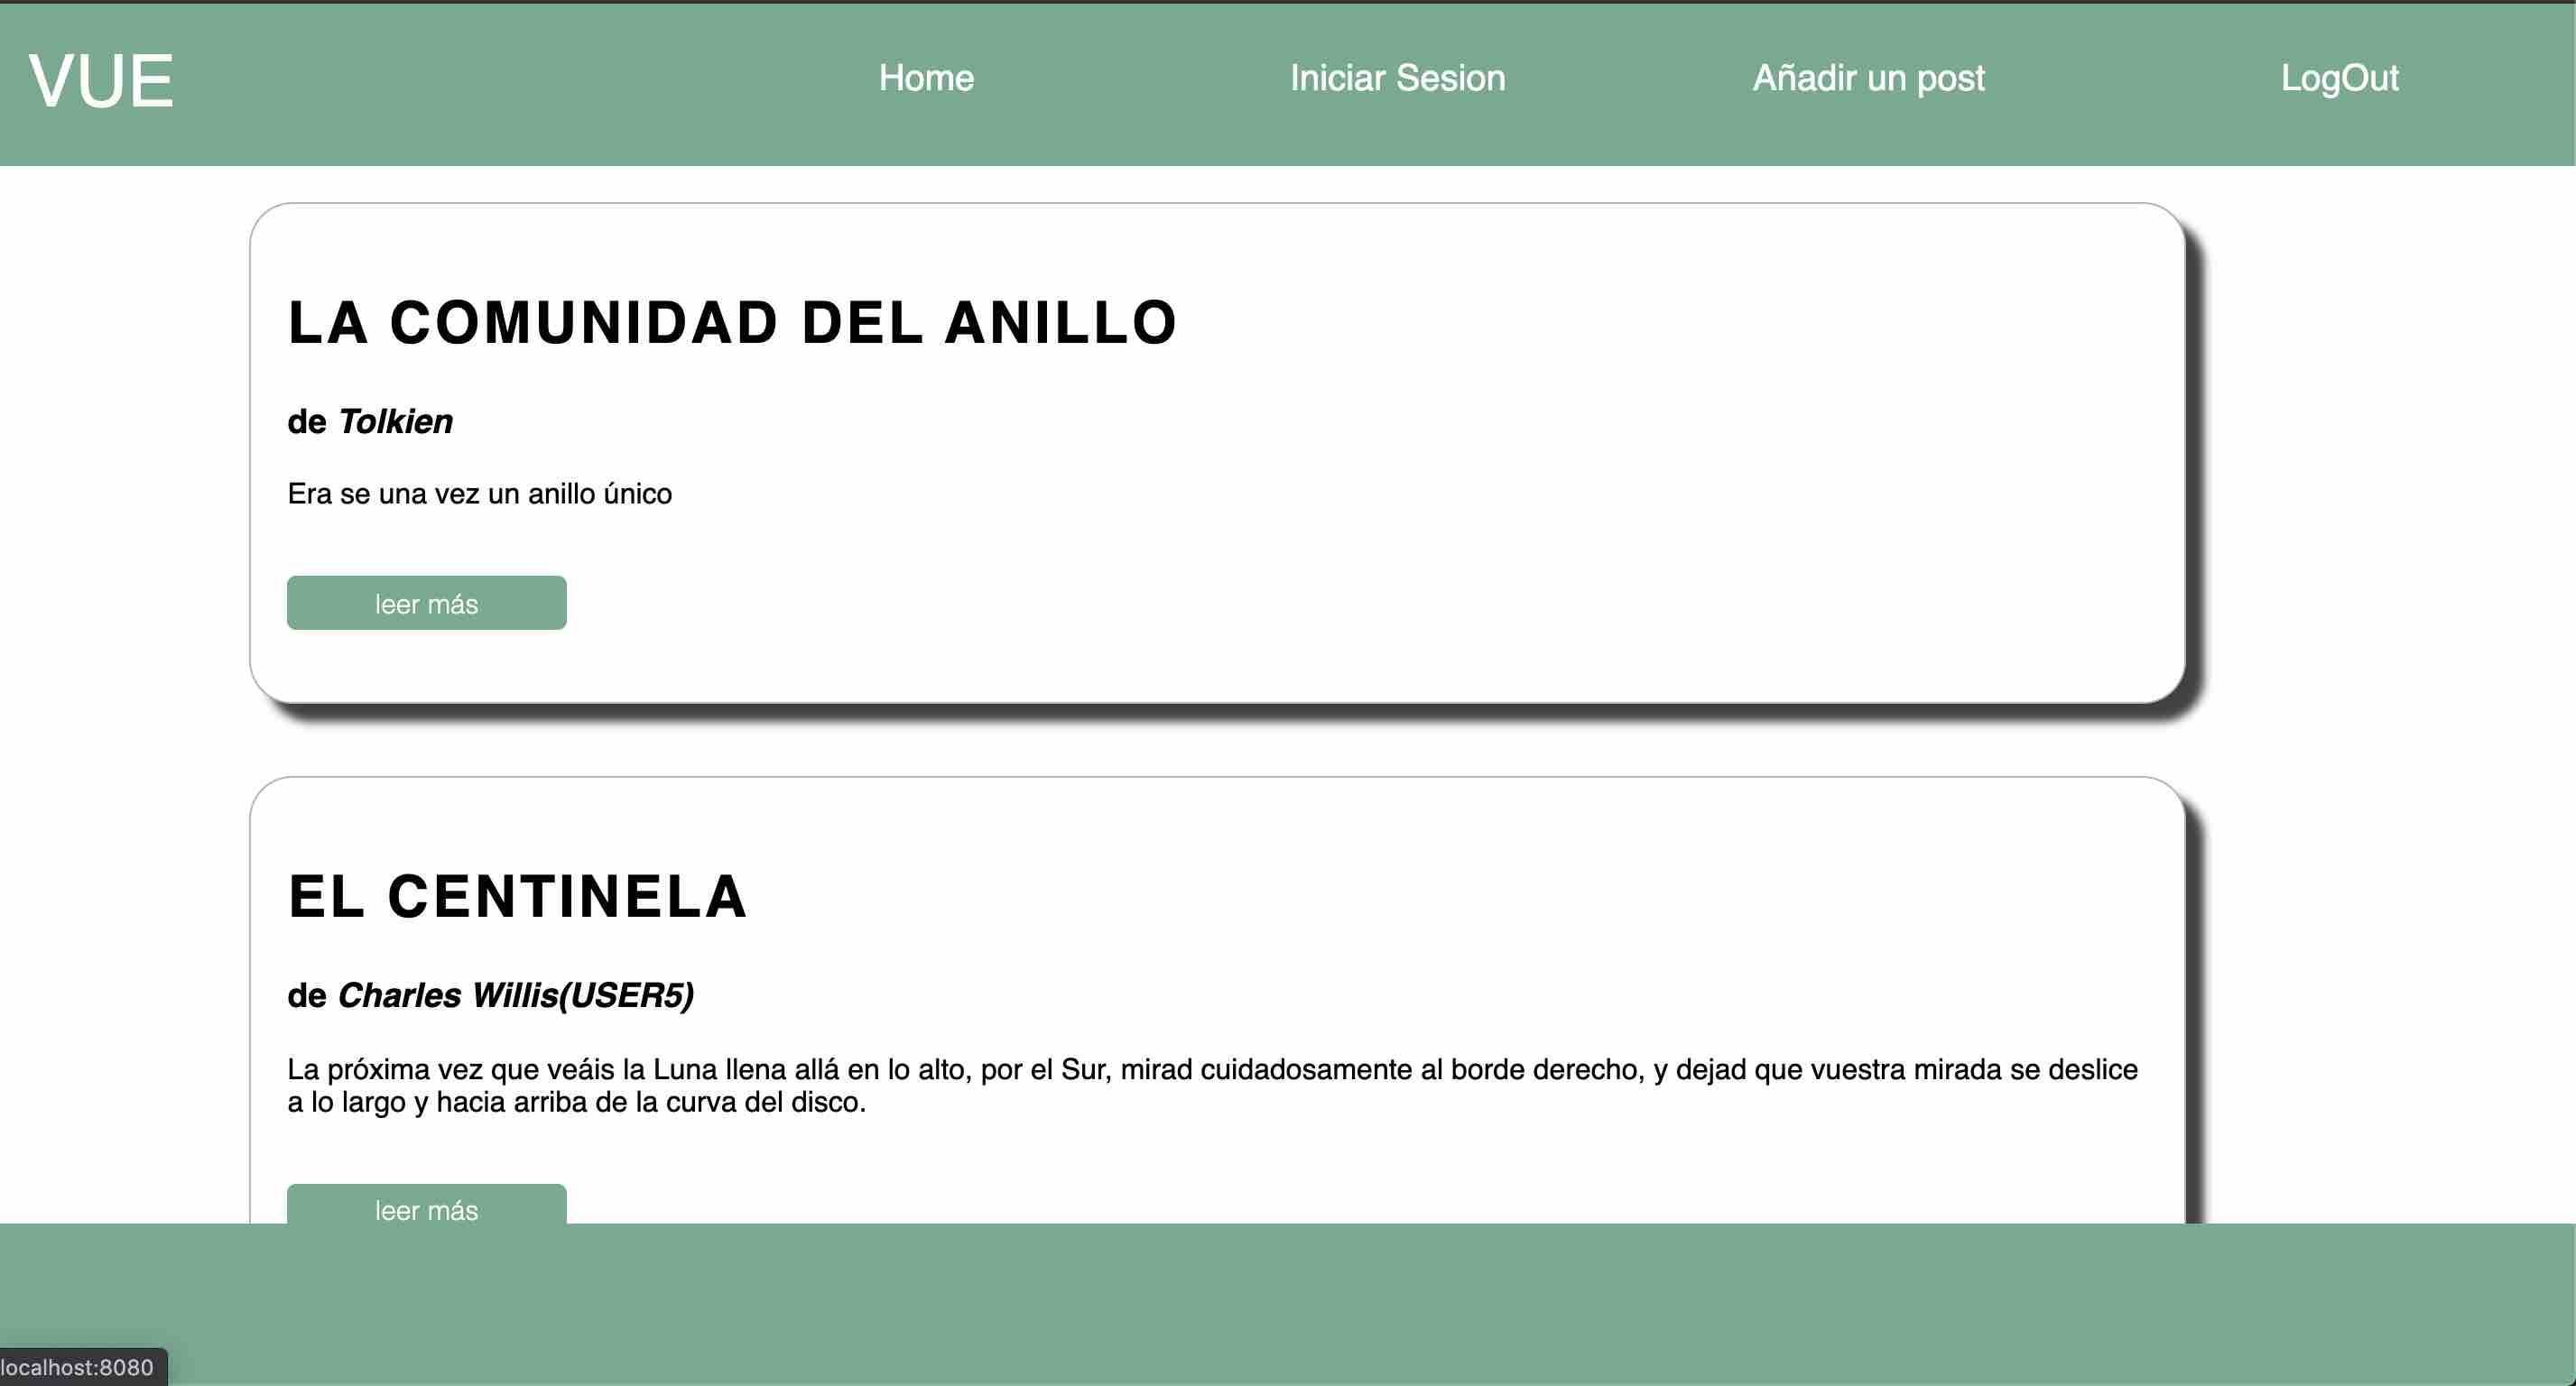 VUE
Home
Iniciar Sesion
Añadir un post
LogOut
LA COMUNIDAD DEL ANILLO
de Tolkien
Era se una vez un anillo único
leer más
EL CENTINELA
de Charles Willis(USER5)
La próxima vez que veáis la Luna llena allá en lo alto, por el Sur, mirad cuidadosamente al borde derecho, y dejad que vuestra mirada se deslice
a lo largo y hacia arriba de la curva del disco.
leer más
localhost:8080